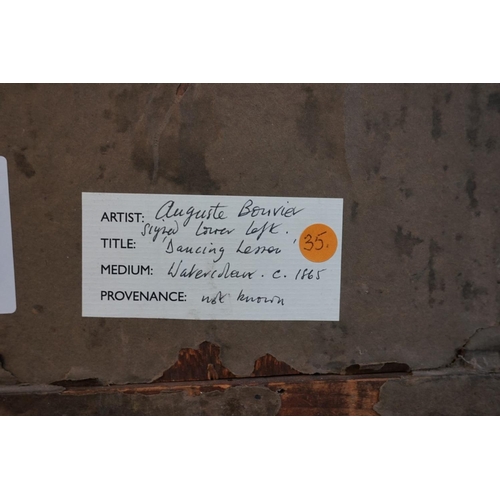 ARTIST: Auguste Bouvier
Signed Lower Left.
TITLE: 'Dancing Lesson'
35.
MEDIUM: Watercolour. c. 1865
PROVENANCE: not known